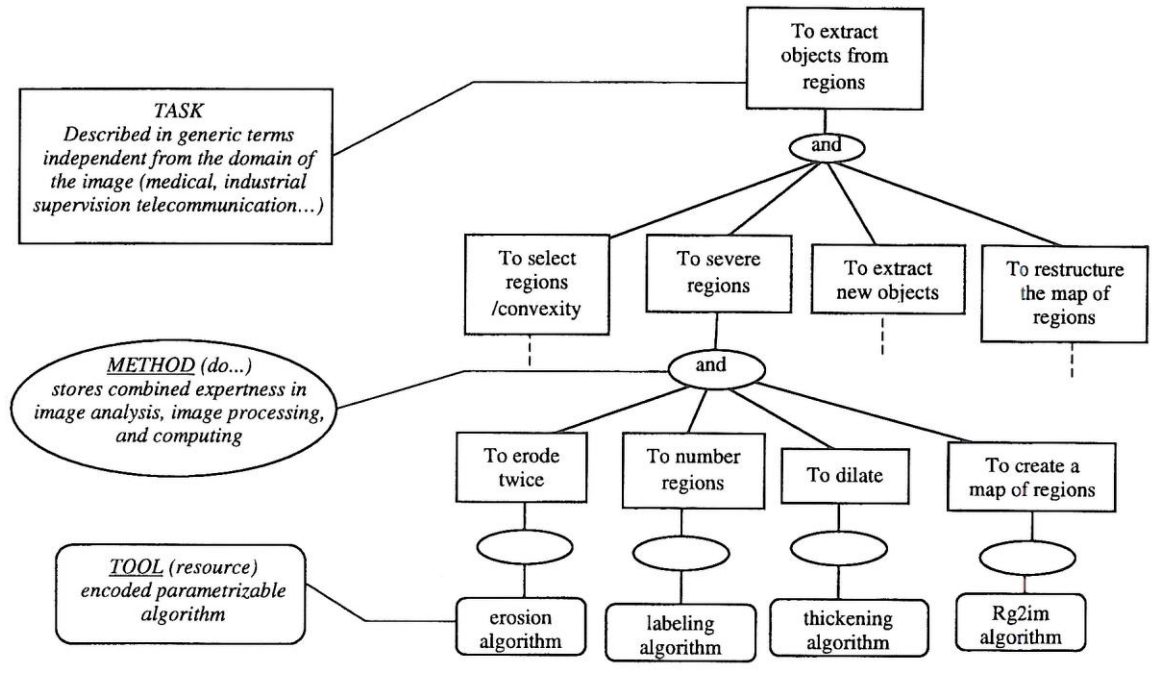 To extract
objects from
regions
TASK
Described in generic terms
independent from the domain of
the image (medical, industrial
supervision telecommunication...)
and
To select
regions
/convexity
To severe
regions
To extract
new objects
To restructure
the map of
regions
METHOD (do...)
stores combined expertness in
image analysis, image processing,
and computing
and
To erode
twice
To number
regions
To dilate
To create a
map of regions
TOOL (resource)
encoded parametrizable
algorithm
erosion
algorithm
labeling
algorithm
thickening
algorithm
Rg2im
algorithm